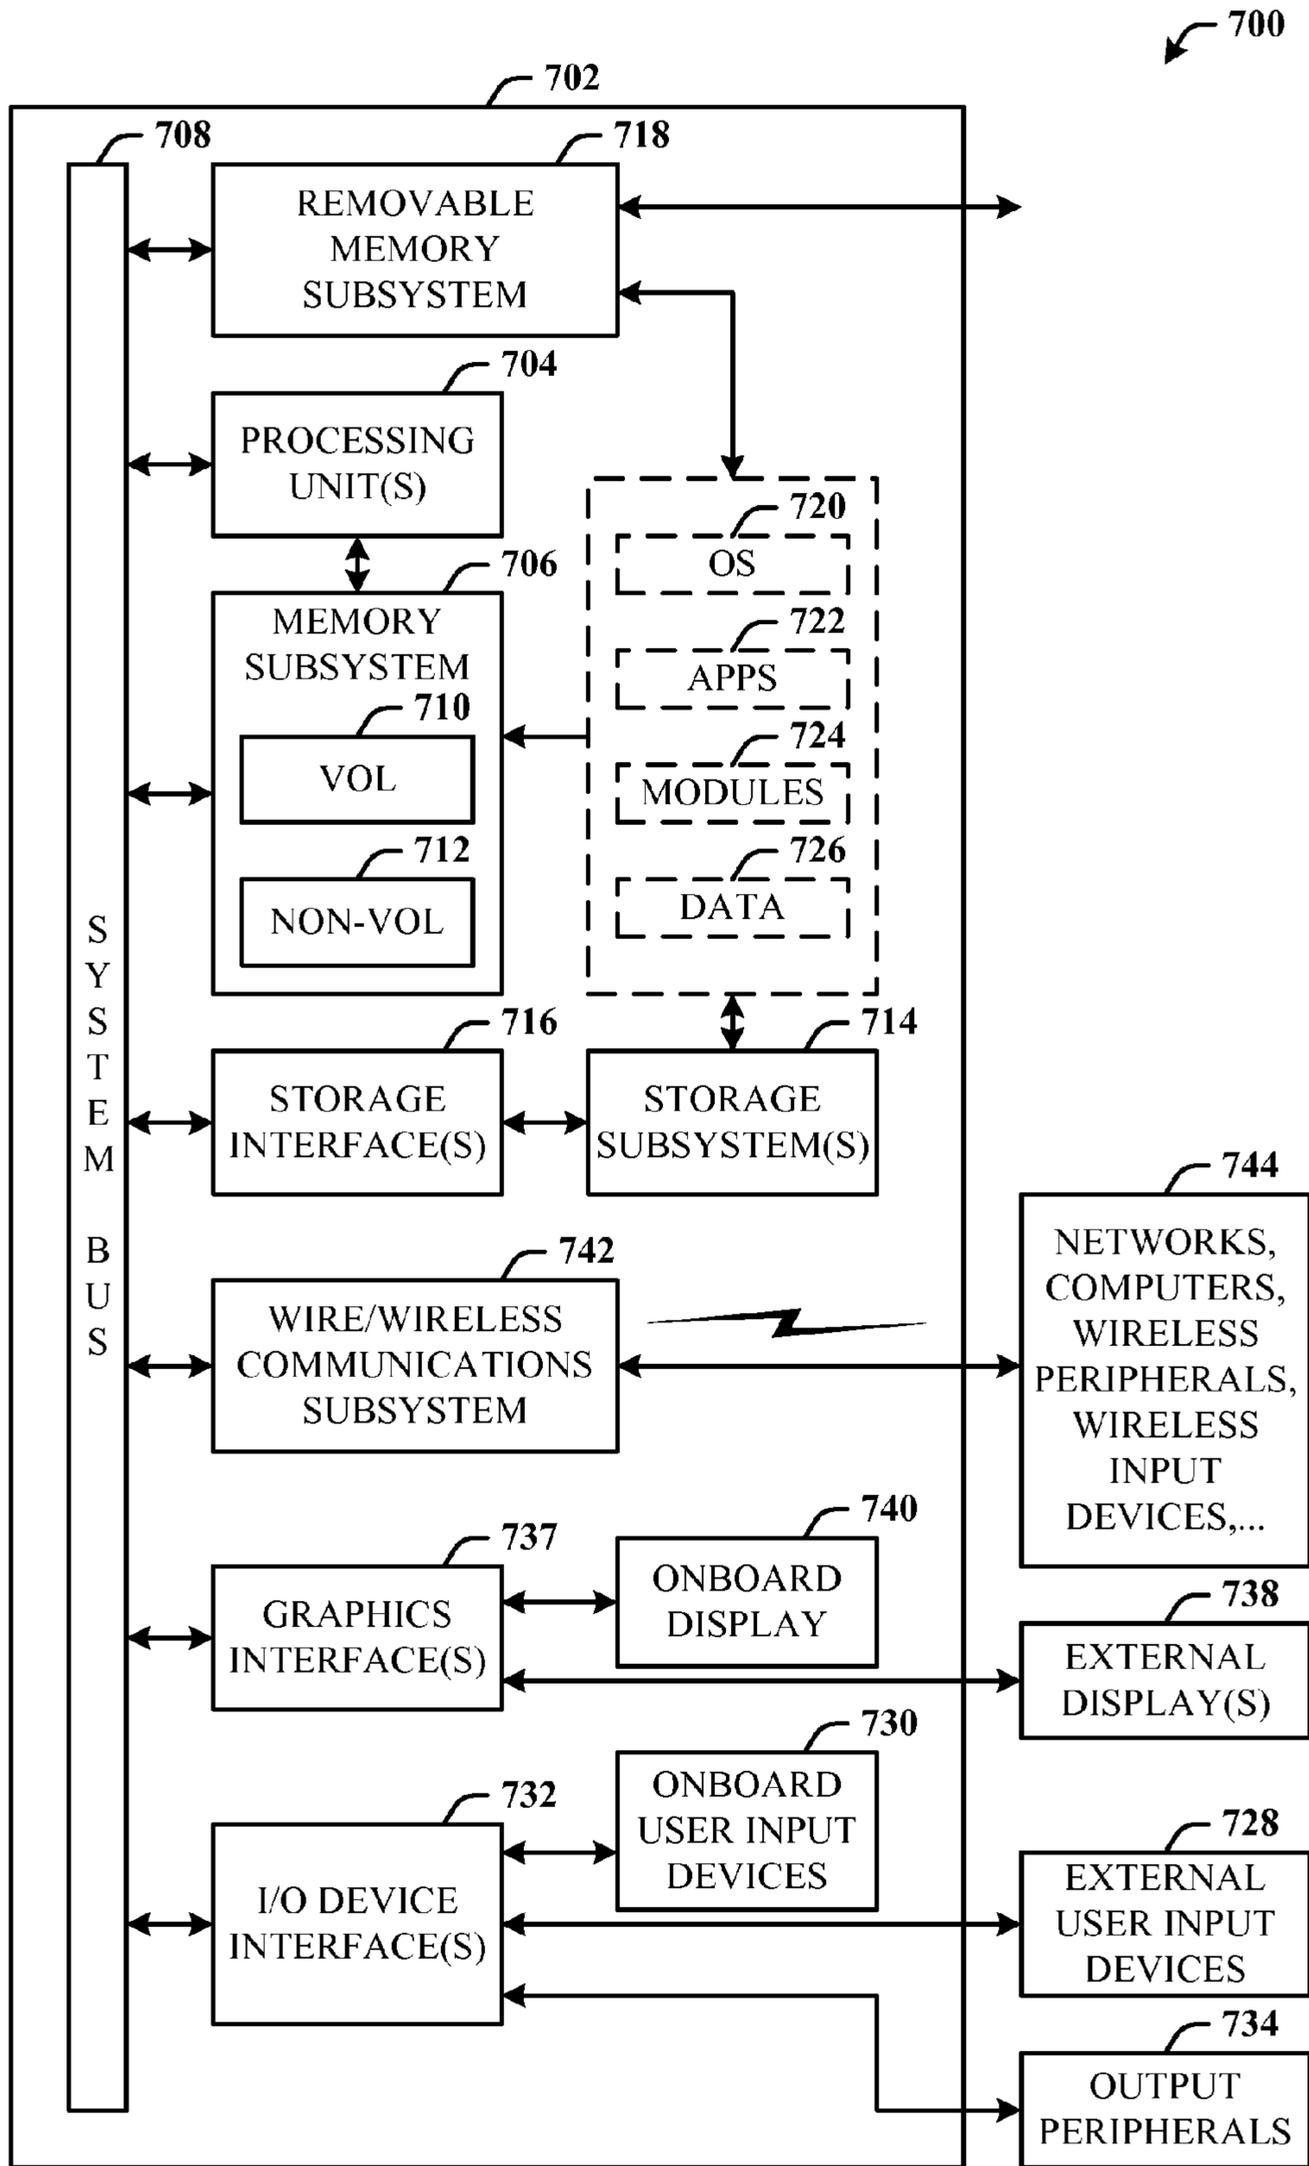 700
702
708
718
REMOVABLE
MEMORY
SUBSYSTEM
704
PROCESSING
UNIT(S)
706
MEMORY
SUBSYSTEM
710
VOL
712
NON-VOL
720
OS
722
APPS
724
MODULES
726
DATA
716
STORAGE
INTERFACE(S)
714
STORAGE
SUBSYSTEM(S)
SYSTEM BUS
742
WIRE/WIRELESS
COMMUNICATIONS
SUBSYSTEM
744
NETWORKS,
COMPUTERS,
WIRELESS
PERIPHERALS,
WIRELESS
INPUT
DEVICES,...
737
GRAPHICS
INTERFACE(S)
740
ONBOARD
DISPLAY
738
EXTERNAL
DISPLAY(S)
732
I/O DEVICE
INTERFACE(S)
730
ONBOARD
USER INPUT
DEVICES
728
EXTERNAL
USER INPUT
DEVICES
734
OUTPUT
PERIPHERALS